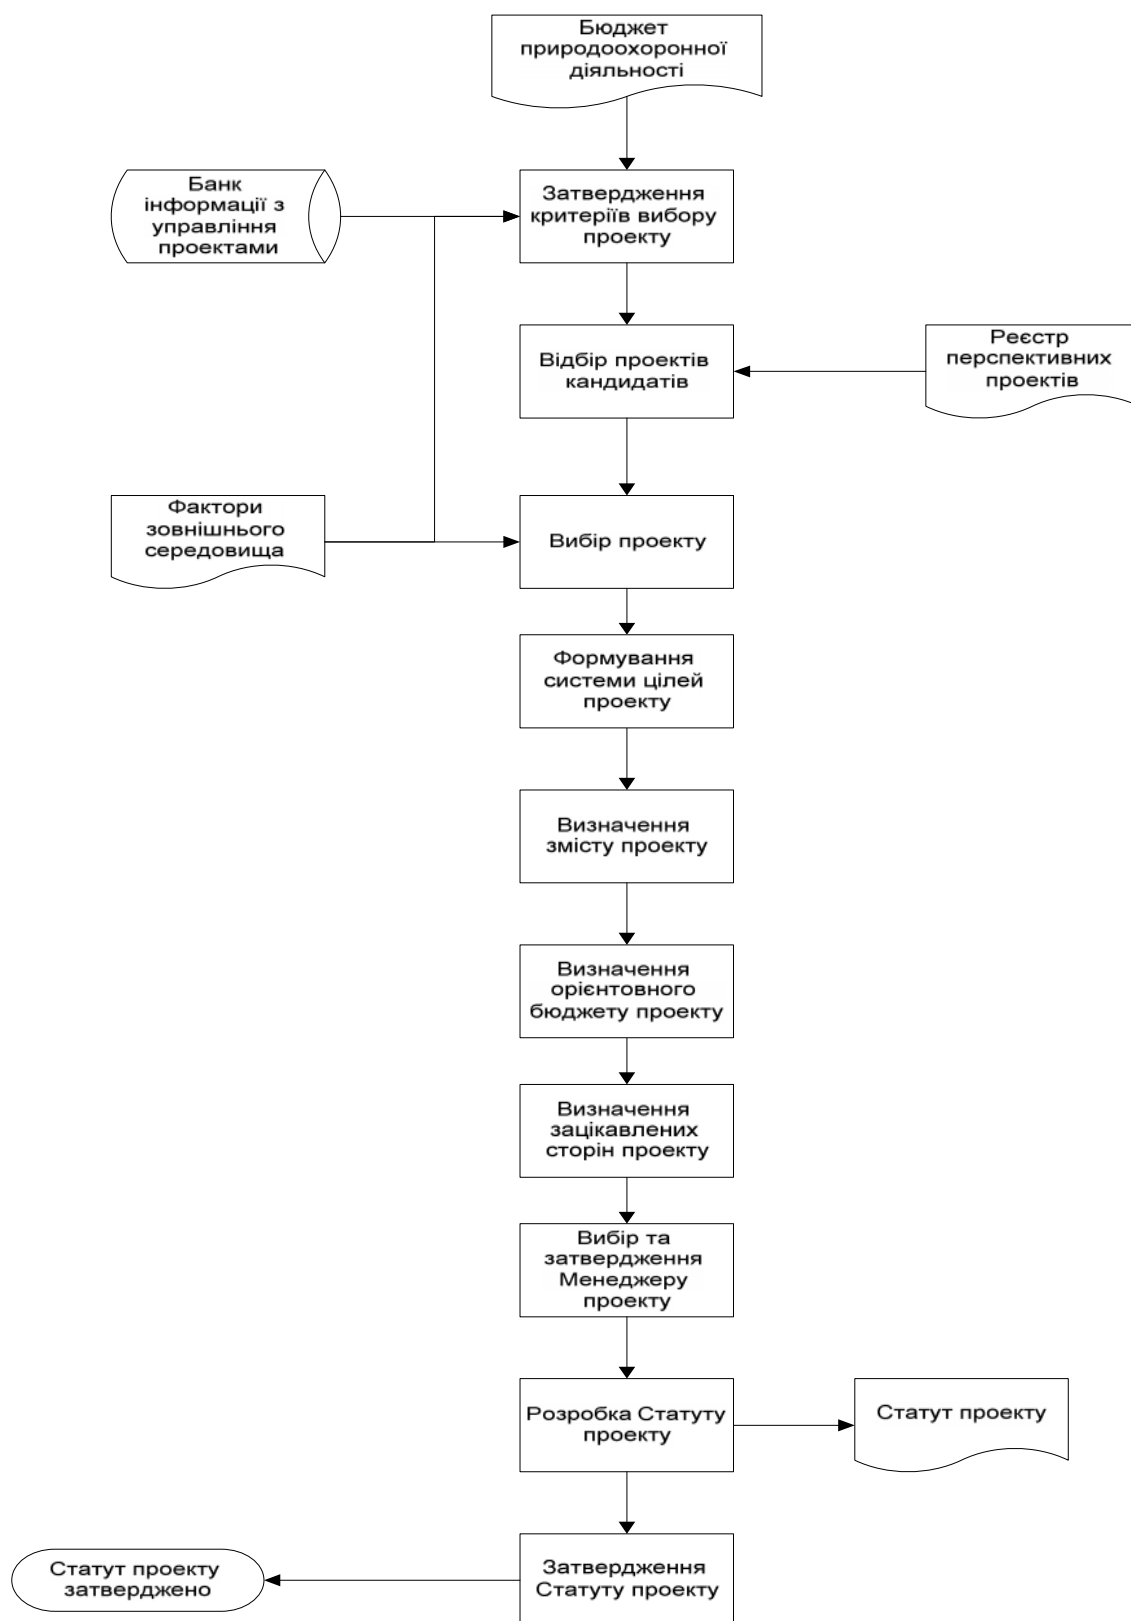 Бюджет
природоохоронної
діяльності
Банк
інформації з
управління
проектами
Затвердження
критеріїв вибору
проекту
Відбір проектів
кандидатів
Реєстр
перспективних
проектів
Фактори
зовнішнього
середовища
Вибір проекту
Формування
системи цілей
проекту
Визначення
змісту проекту
Визначення
орієнтовного
бюджету проекту
Визначення
зацікавлених
сторін проекту
Вибір та
затвердження
Менеджеру
проекту
Розробка Статуту
проекту
Статут проекту
Затвердження
Статуту проекту
Статут проекту
затверджено